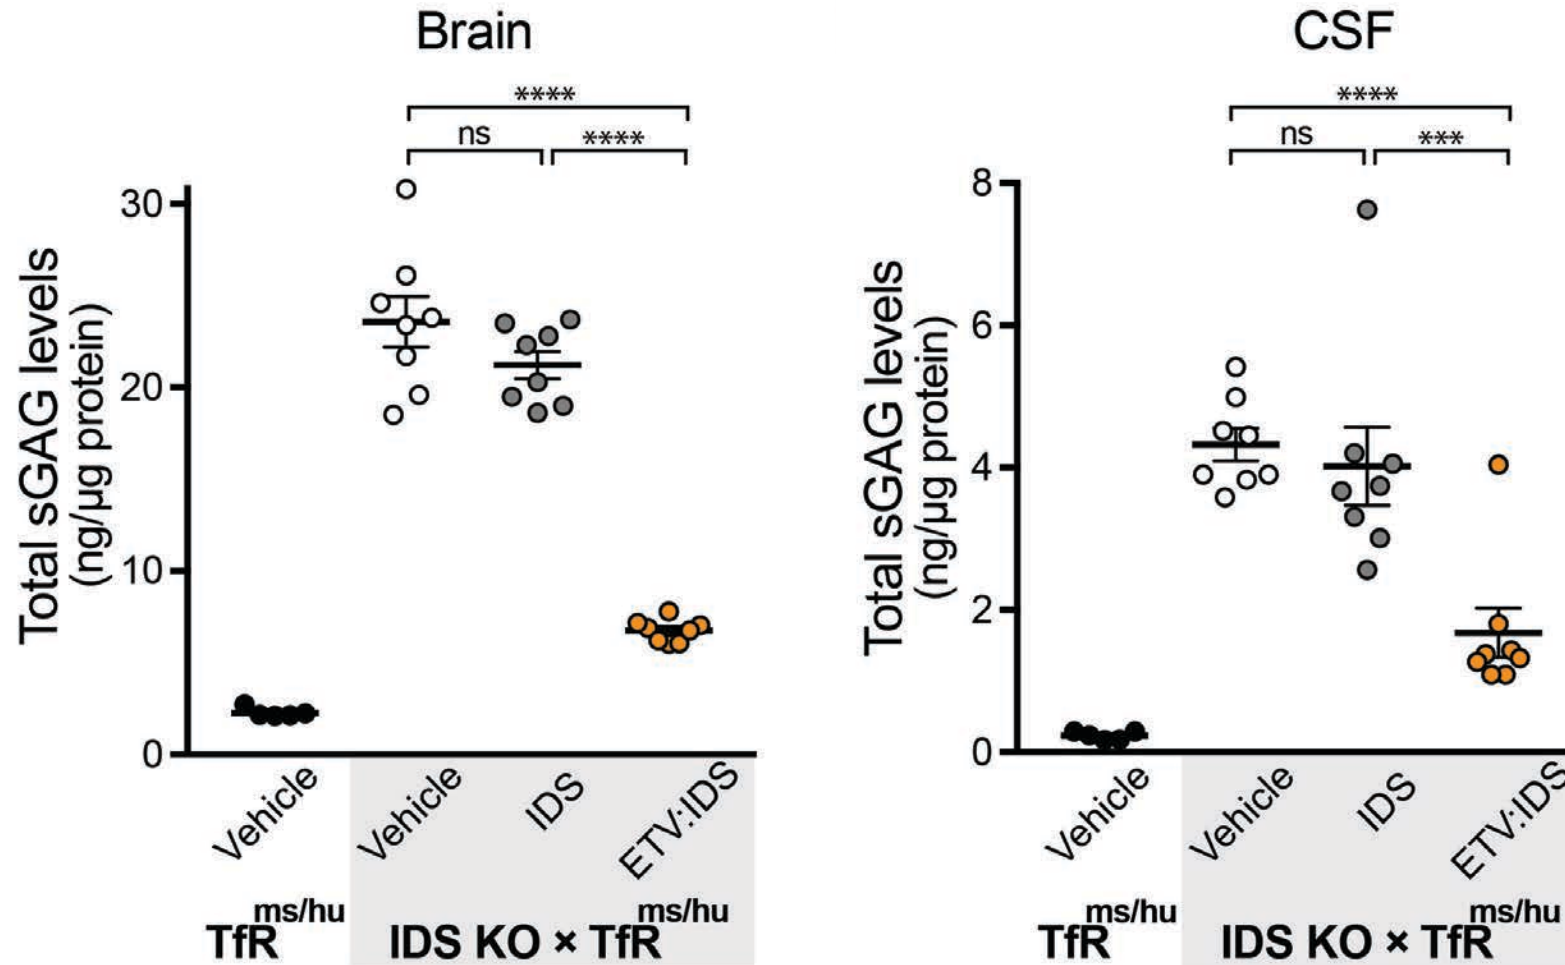 Brain
****
ns
****
Total sGAG levels
(ng/µg protein)
30
20
10
0
Vehicle
Vehicle
IDS
ETV:IDS
TfR^ms/hu
IDS KO × TfR^ms/hu
CSF
****
ns
***
Total sGAG levels
(ng/µg protein)
8
6
4
2
0
Vehicle
Vehicle
IDS
ETV:IDS
TfR^ms/hu
IDS KO × TfR^ms/hu